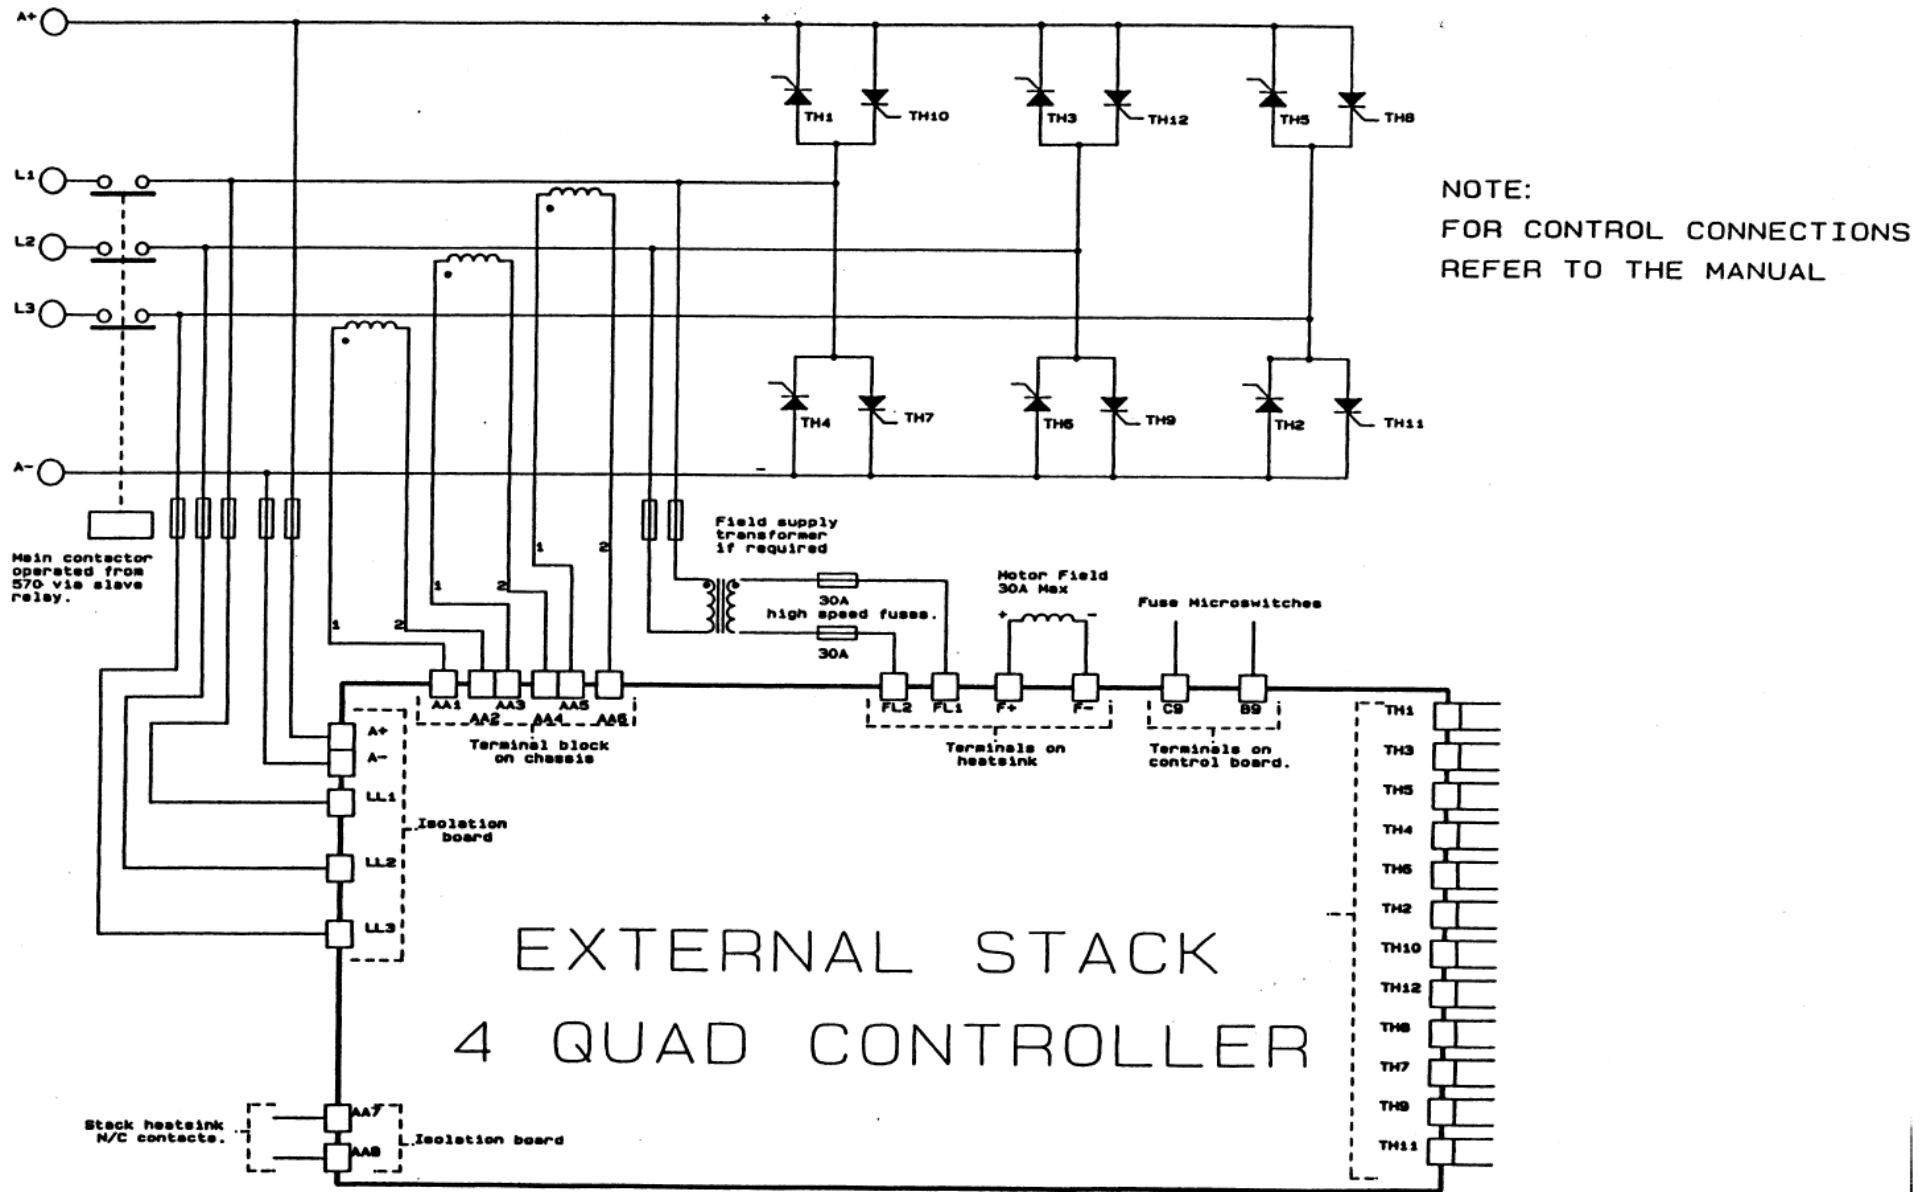 A+
+
TH1
TH10
TH3
TH12
TH5
TH8
L1
L2
L3
NOTE:
FOR CONTROL CONNECTIONS
REFER TO THE MANUAL
TH4
TH7
TH6
TH9
TH2
TH11
A-
-
Main contactor
operated from
570 via slave
relay.
1
2
1
2
1
2
Field supply
transformer
if required
30A
high speed fuses.
30A
Motor Field
30A Max
+
-
Fuse Microswitches
AA1
AA2
AA3
AA4
AA5
AA6
Terminal block
on chassis
FL2
FL1
F+
F-
Terminals on
heatsink
C9
B9
Terminals on
control board.
A+
A-
LL1
LL2
LL3
Isolation
board
TH1
TH3
TH5
TH4
TH6
TH2
TH10
TH12
TH8
TH7
TH9
TH11
EXTERNAL STACK
4 QUAD CONTROLLER
Stack heatsink
N/C contacts.
AA7
AA8
Isolation board